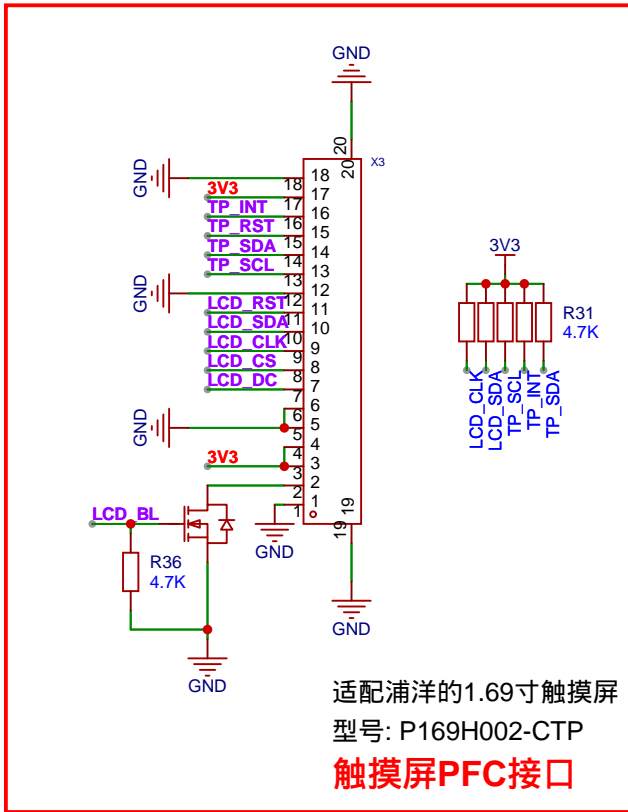 GND
20
20
X3
GND
18
18
3V3
17
17
TP_INT
16
16
TP_RST
15
15
TP_SDA
14
14
TP_SCL
13
13
GND
12
12
LCD_RST
11
11
LCD_SDA
10
10
LCD_CLK
9
9
LCD_CS
8
8
LCD_DC
7
7
6
6
GND
5
5
4
4
3V3
3
3
2
2
1
1
19
19
GND
GND
LCD_BL
R36
4.7K
GND
3V3
R31
4.7K
LCD_CLK
LCD_SDA
TP_SCL
TP_INT
TP_SDA
适配浦洋的1.69寸触摸屏
型号: P169H002-CTP
触摸屏PFC接口